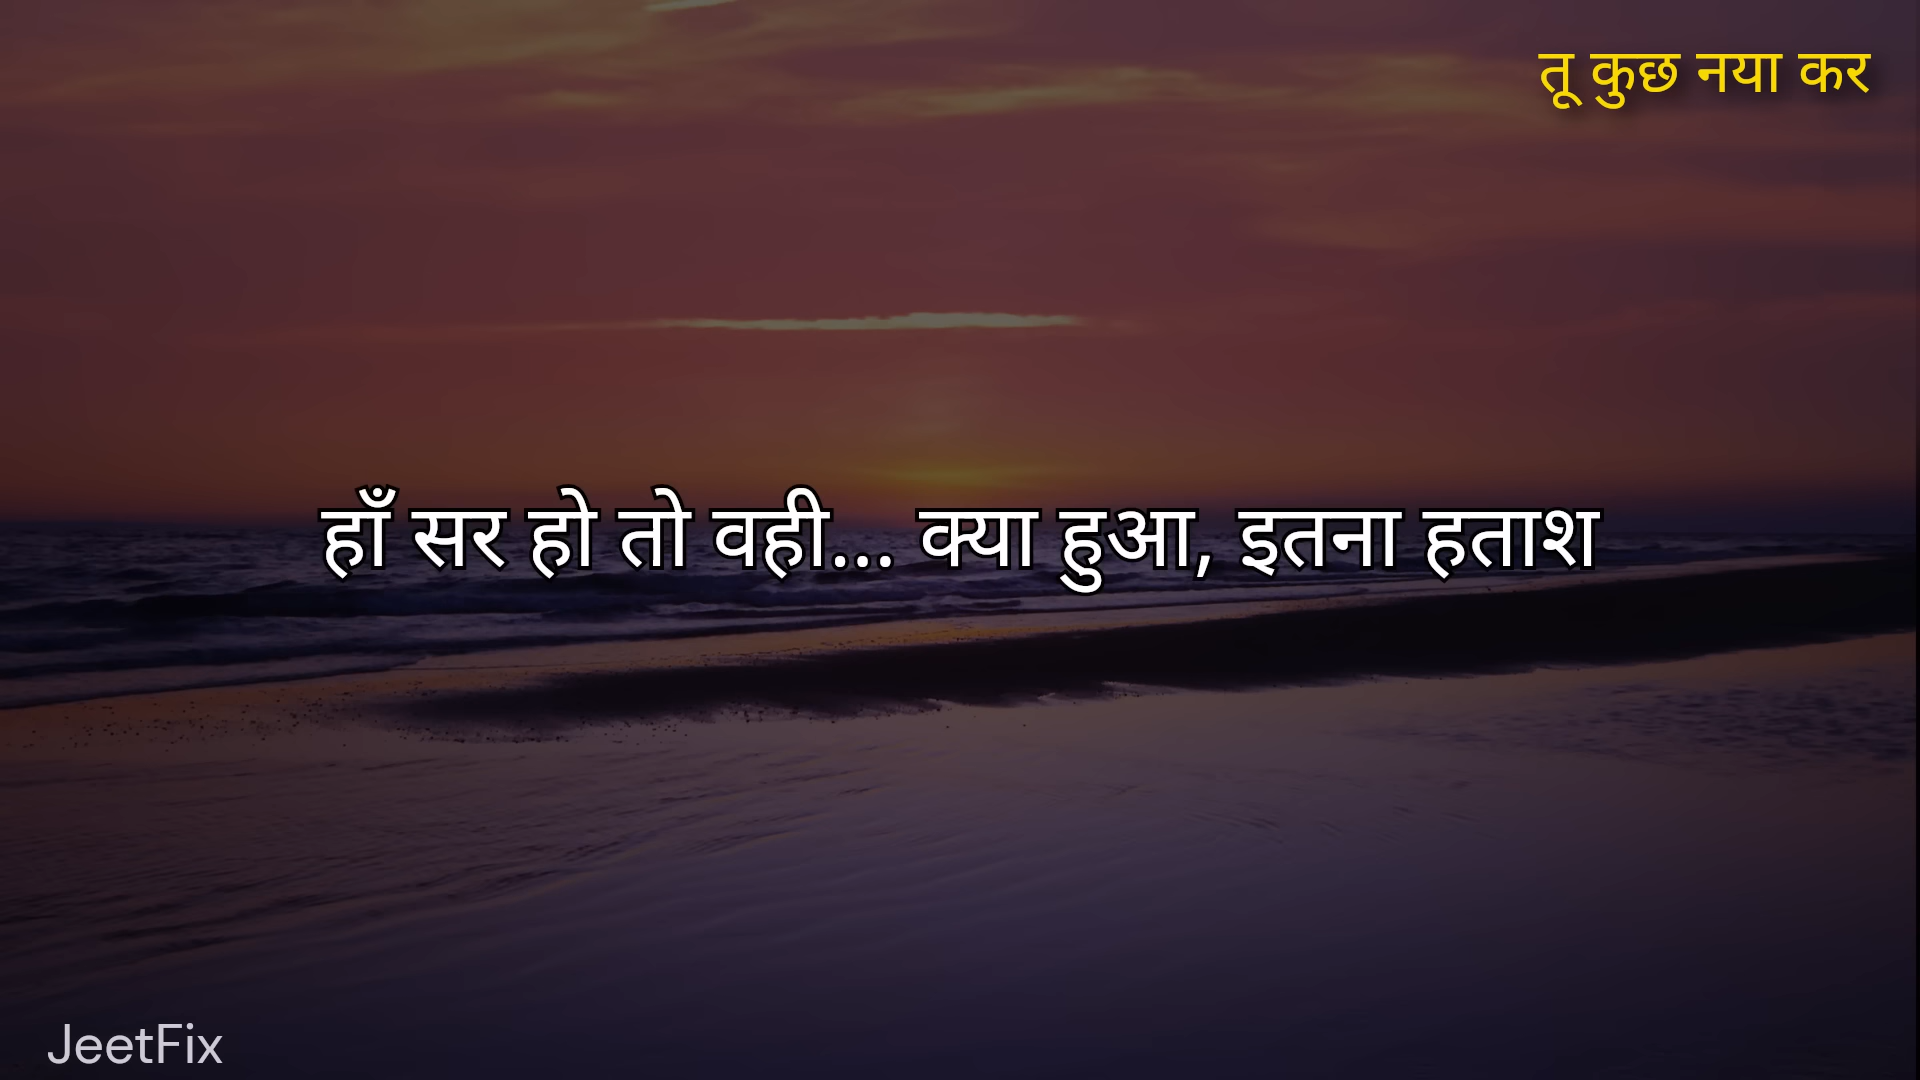 तू कुछ नया कर
हाँ सर हो तो वही... क्या हुआ, इतना हताश
JeetFix